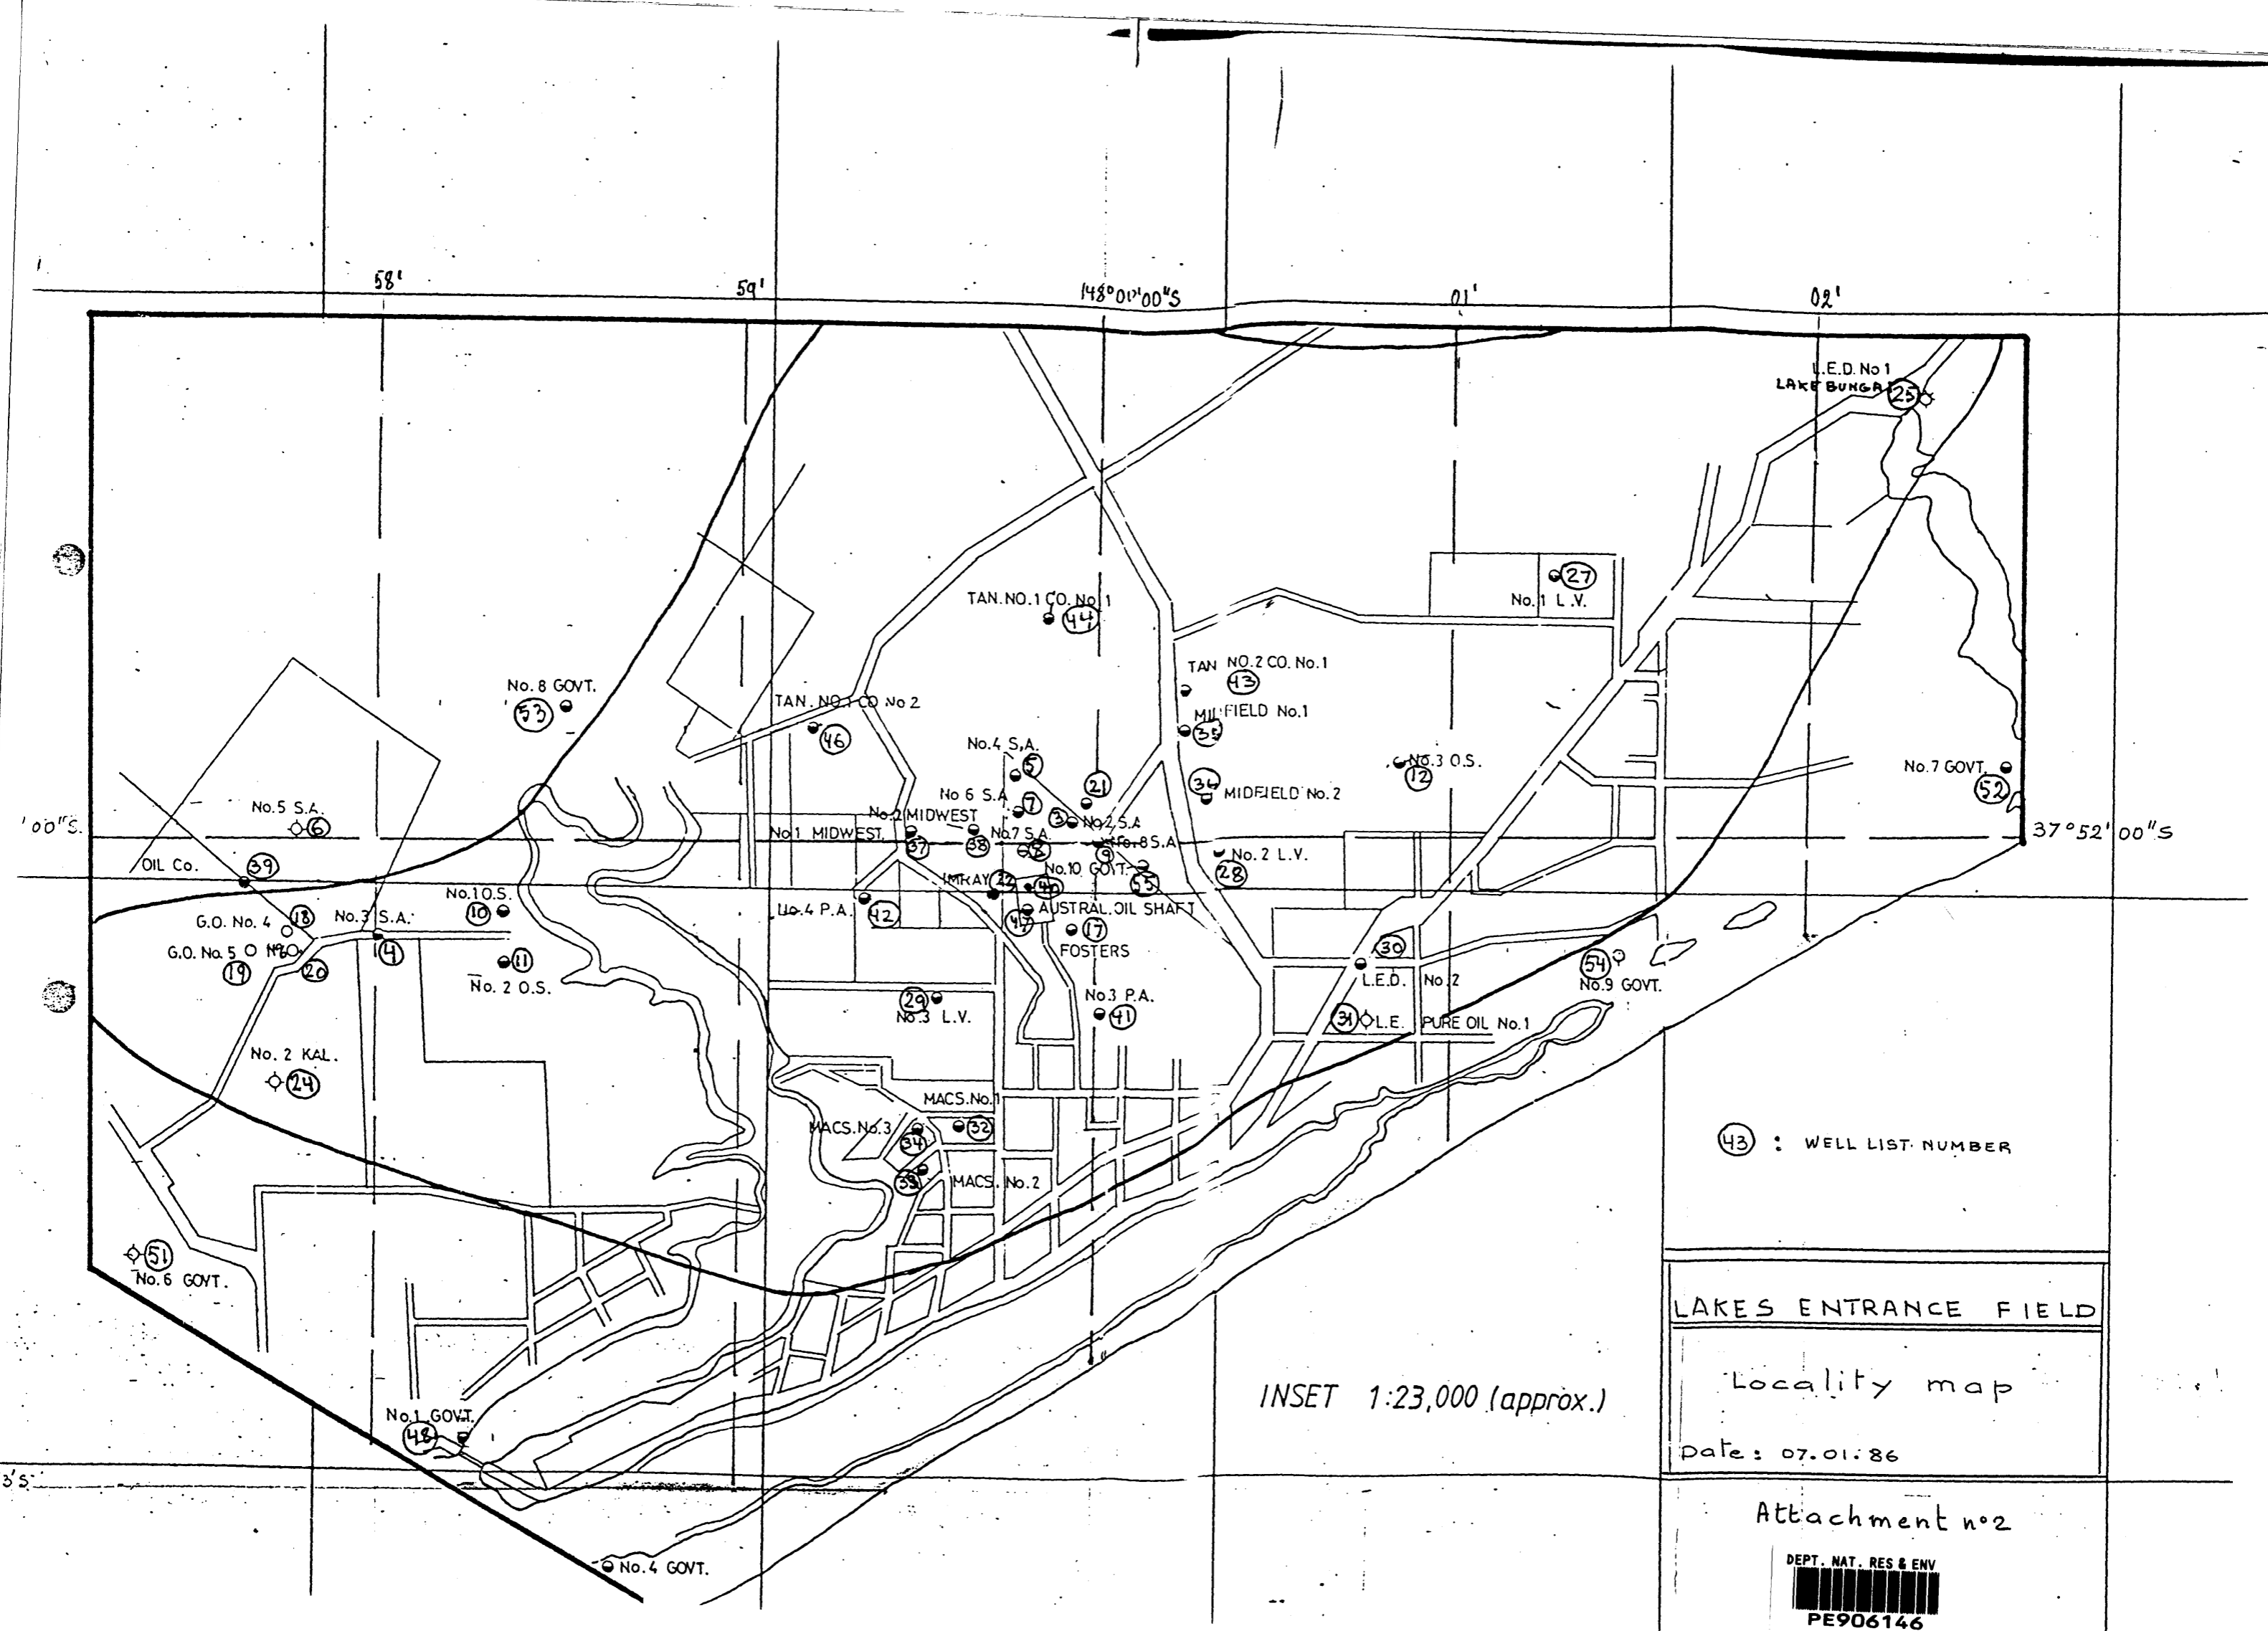 58'
59'
148°00'00"S
01'
02'
L.E.D. No 1
LAKE BUNGA
25
27
No.1 L.V.
TAN.NO.1 CO. No.1
44
TAN NO.2 CO. No.1
43
No. 8 GOVT.
53
TAN. NO.1 CO No 2
46
MIDFIELD No.1
35
No.4 S.A.
5
No.3 O.S.
12
No.7 GOVT.
52
21
36
MIDFIELD No.2
No 6 S.A
7
No.5 S.A.
6
No.2 MIDWEST
3
No 2 S.A
'00"S.
No 1 MIDWEST.
37
38
No.7 S.A.
8
No. 8 S.A
9
37°52'00"S
OIL Co.
39
No.10 GOVT.
55
No. 2 L.V.
28
IMRAY
22
40
No.1 O.S.
10
No.4 P.A.
42
AUSTRAL. OIL SHAFT
47
G.O. No. 4
18
No.3 S.A.
17
FOSTERS
G.O. No. 5
19
20
4
11
No. 2 O.S.
30
L.E.D. No.2
54
No.9 GOVT.
29
No.3 L.V.
No.3 P.A.
41
31
L.E. PURE OIL No.1
No. 2 KAL.
24
MACS.No.1
32
MACS.No.3
34
33
MACS. No.2
43 : WELL LIST NUMBER
51
No.6 GOVT.
LAKES ENTRANCE FIELD
Locality map
INSET 1:23,000 (approx.)
No.1 GOVT.
48
Date: 07.01.86
3'S
Attachment n°2
No.4 GOVT.
DEPT. NAT. RES & ENV
PE906146